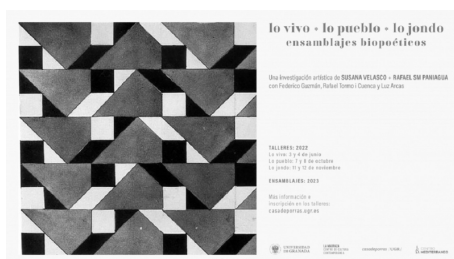 lo vivo + lo pueblo + lo jondo
ensamblajes biopoéticos
Una investigación artística de SUSANA VELASCO + RAFAEL SM PANIAGUA
con Federico Guzmán, Rafael Tormo i Cuenca y Luz Arcas
TALLERES: 2022
Lo vivo: 3 y 4 de junio
Lo pueblo: 7 y 8 de octubre
Lo jondo: 11 y 12 de noviembre
ENSAMBLAJES: 2023
Más información e
inscripción en los talleres:
casadeporras.ugr.es
UNIVERSIDAD
DE GRANADA
LA MADRAZA